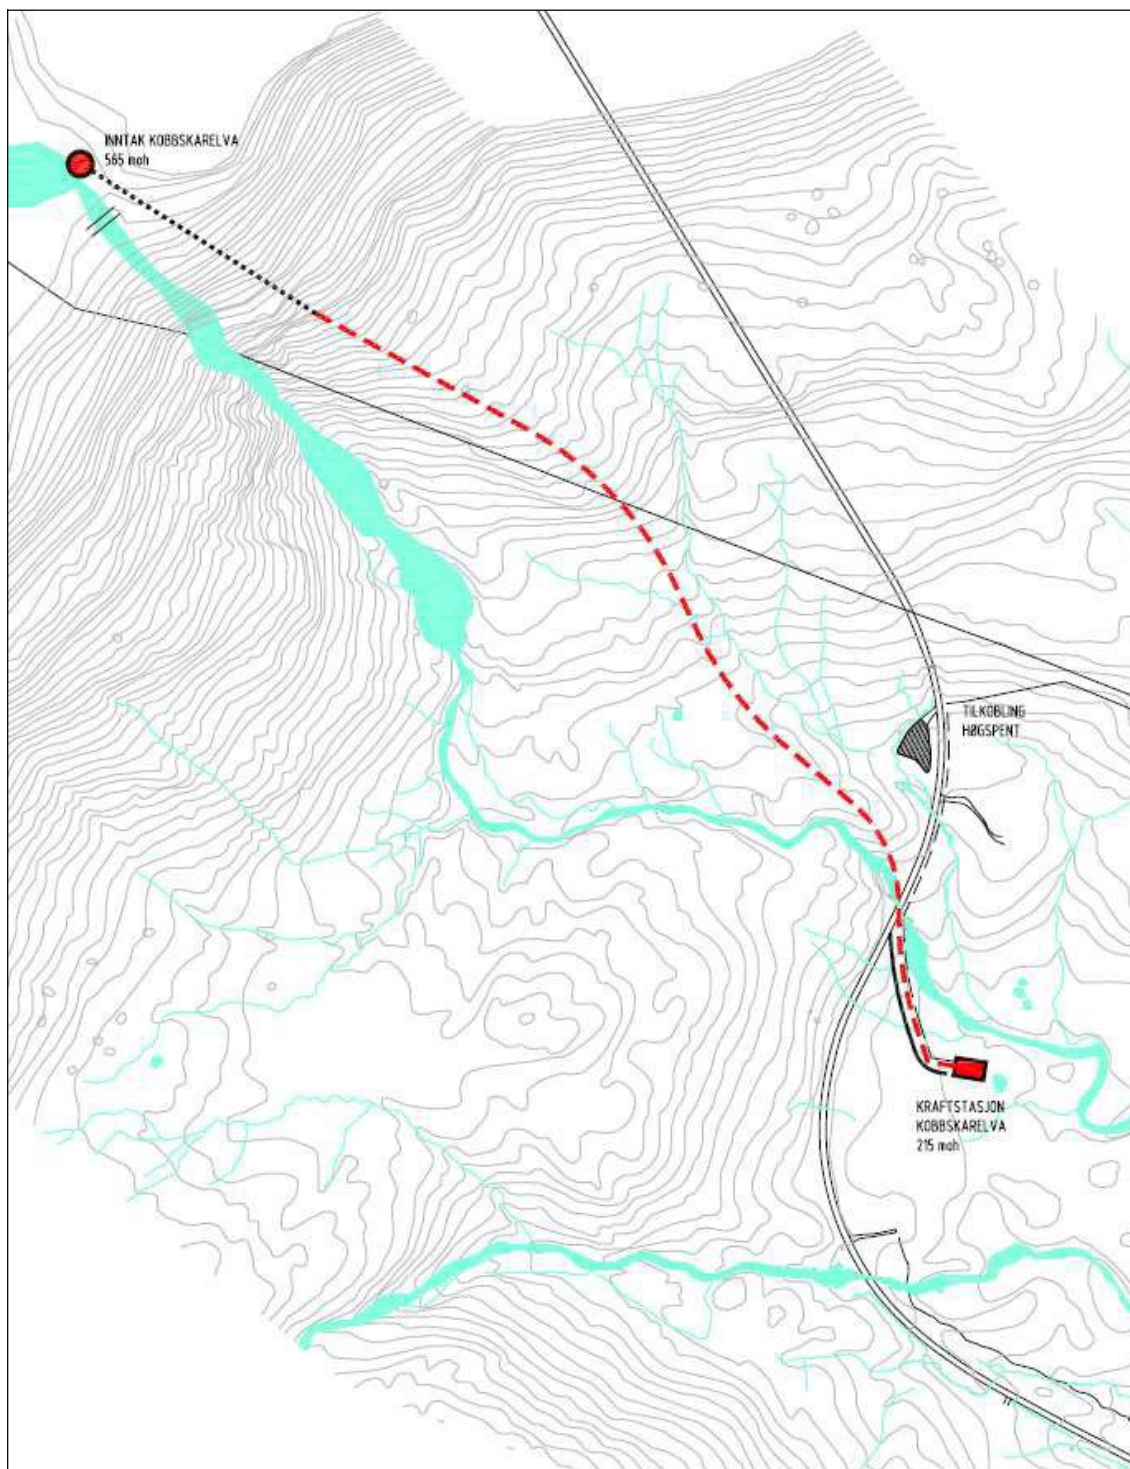 INNTAK KOBBSKARELVA
565 moh
TILKOBLING
HØGSPENT
KRAFTSTASJON
KOBBSKARELVA
215 moh